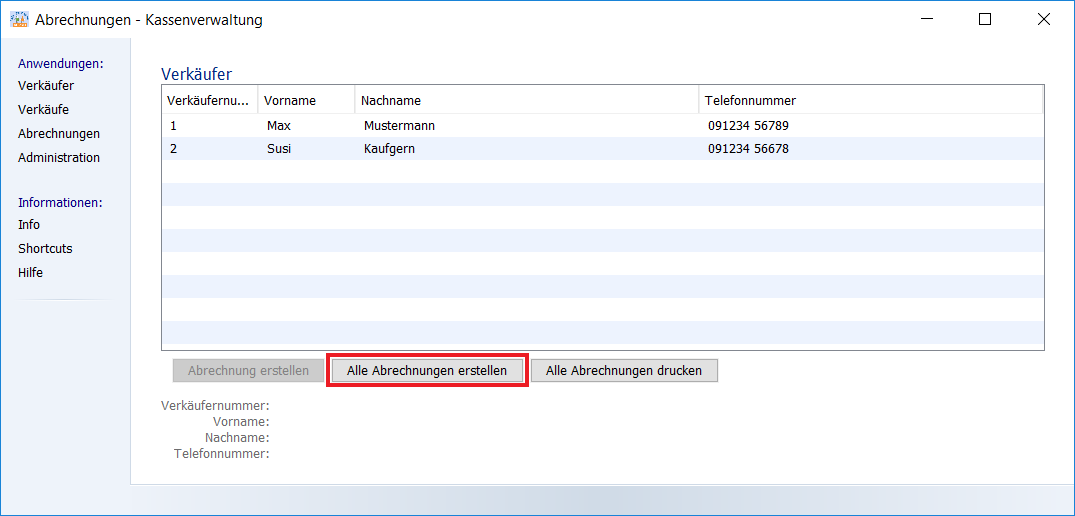 Abrechnungen - Kassenverwaltung
Anwendungen:
Verkäufer
Verkäufe
Abrechnungen
Administration
Informationen:
Info
Shortcuts
Hilfe
Verkäufer
Verkäufernu... Vorname Nachname Telefonnummer
1 Max Mustermann 091234 56789
2 Susi Kaufgern 091234 56678
Abrechnung erstellen Alle Abrechnungen erstellen Alle Abrechnungen drucken
Verkäufernummer:
Vorname:
Nachname:
Telefonnummer: